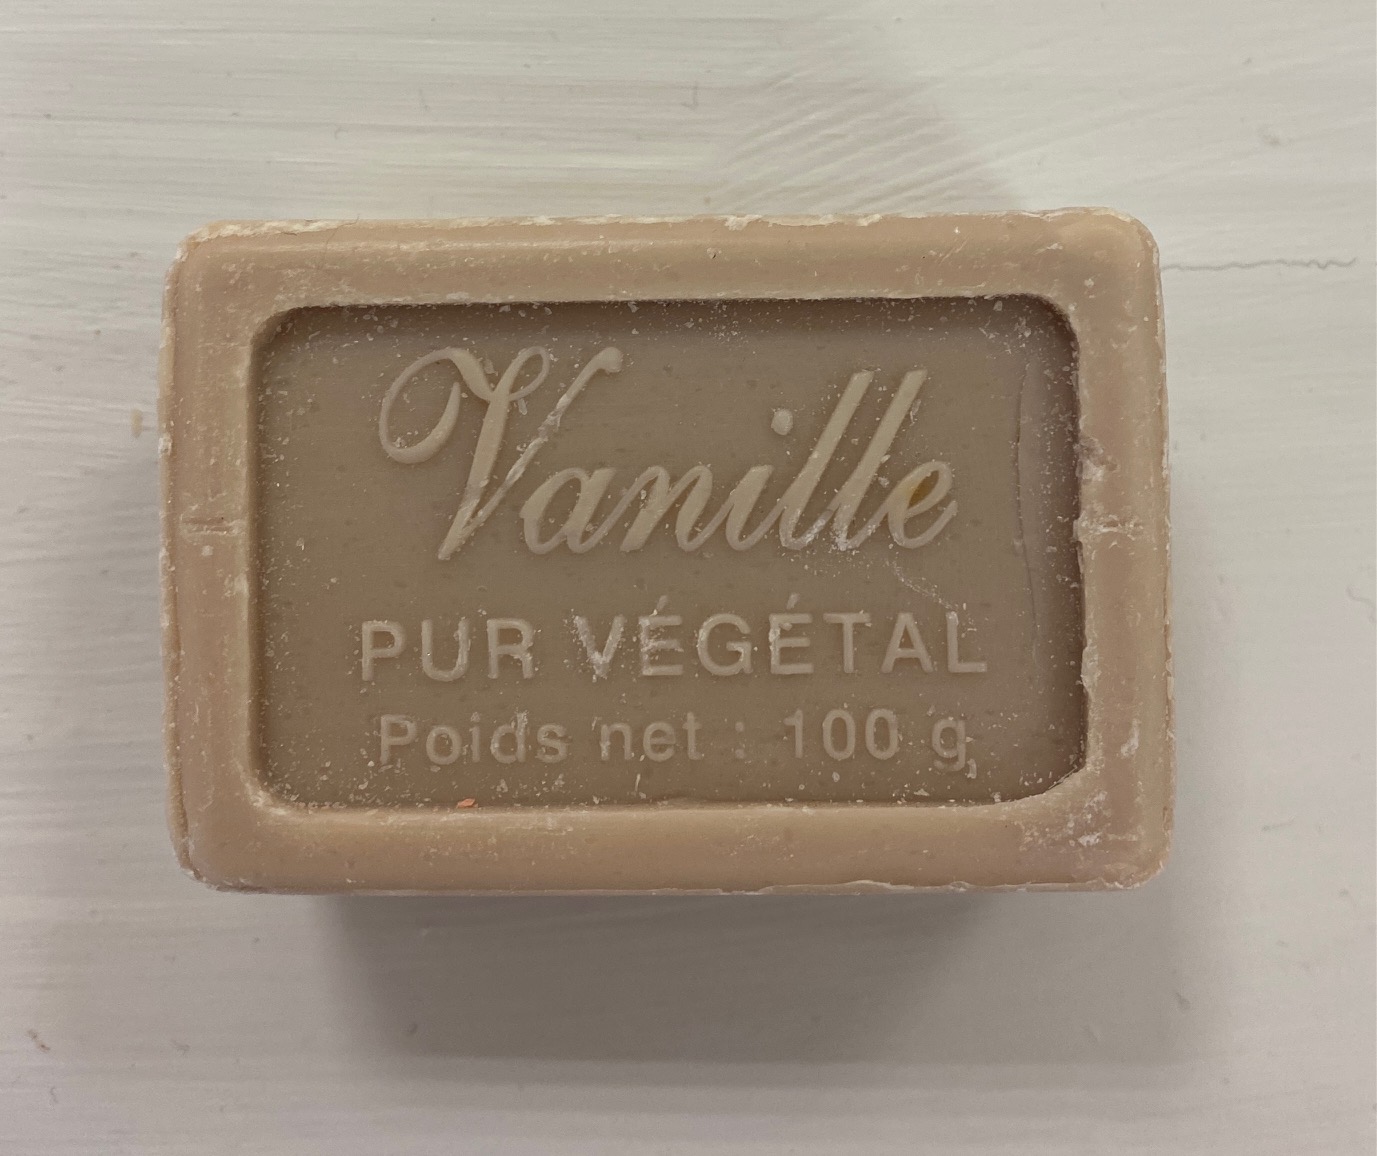 Vanille
PUR VÉGÉTAL
Poids net : 100 g